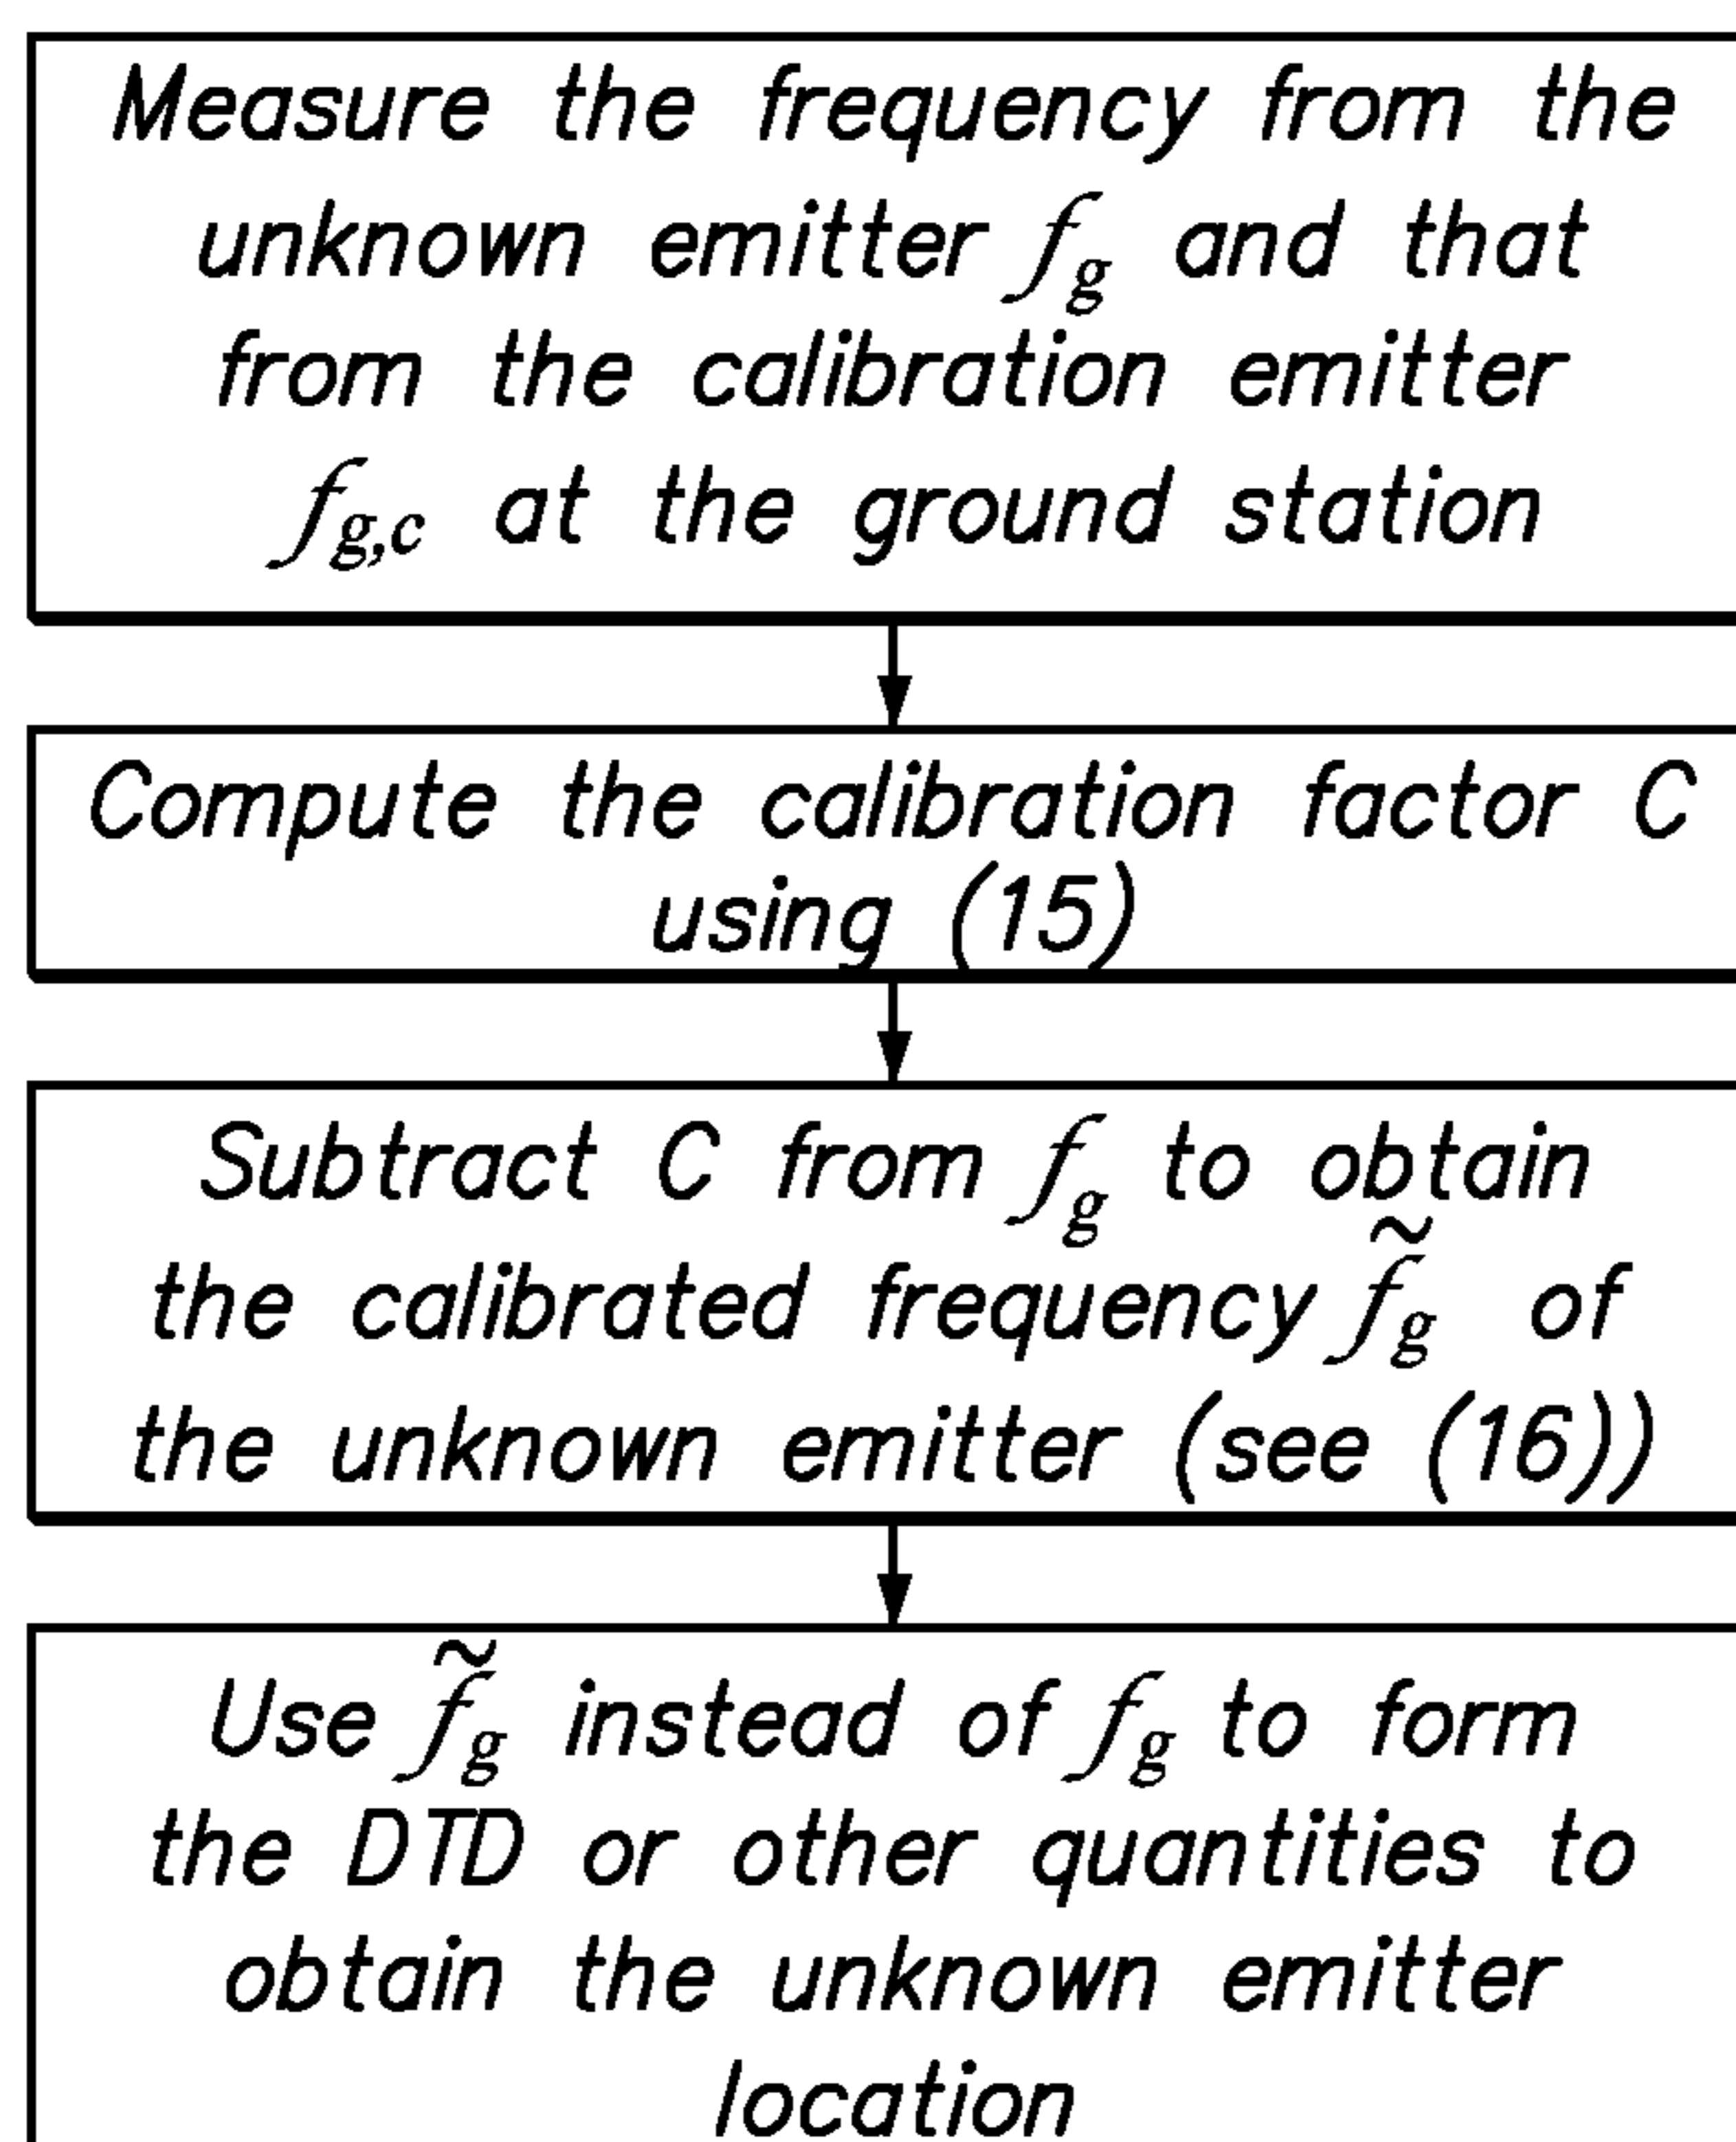 Measure the frequency from the
unknown emitter f_g and that
from the calibration emitter
f_{g,c} at the ground station
Compute the calibration factor C
using (15)
Subtract C from f_g to obtain
the calibrated frequency f̃_g of
the unknown emitter (see (16))
Use f̃_g instead of f_g to form
the DTD or other quantities to
obtain the unknown emitter
location